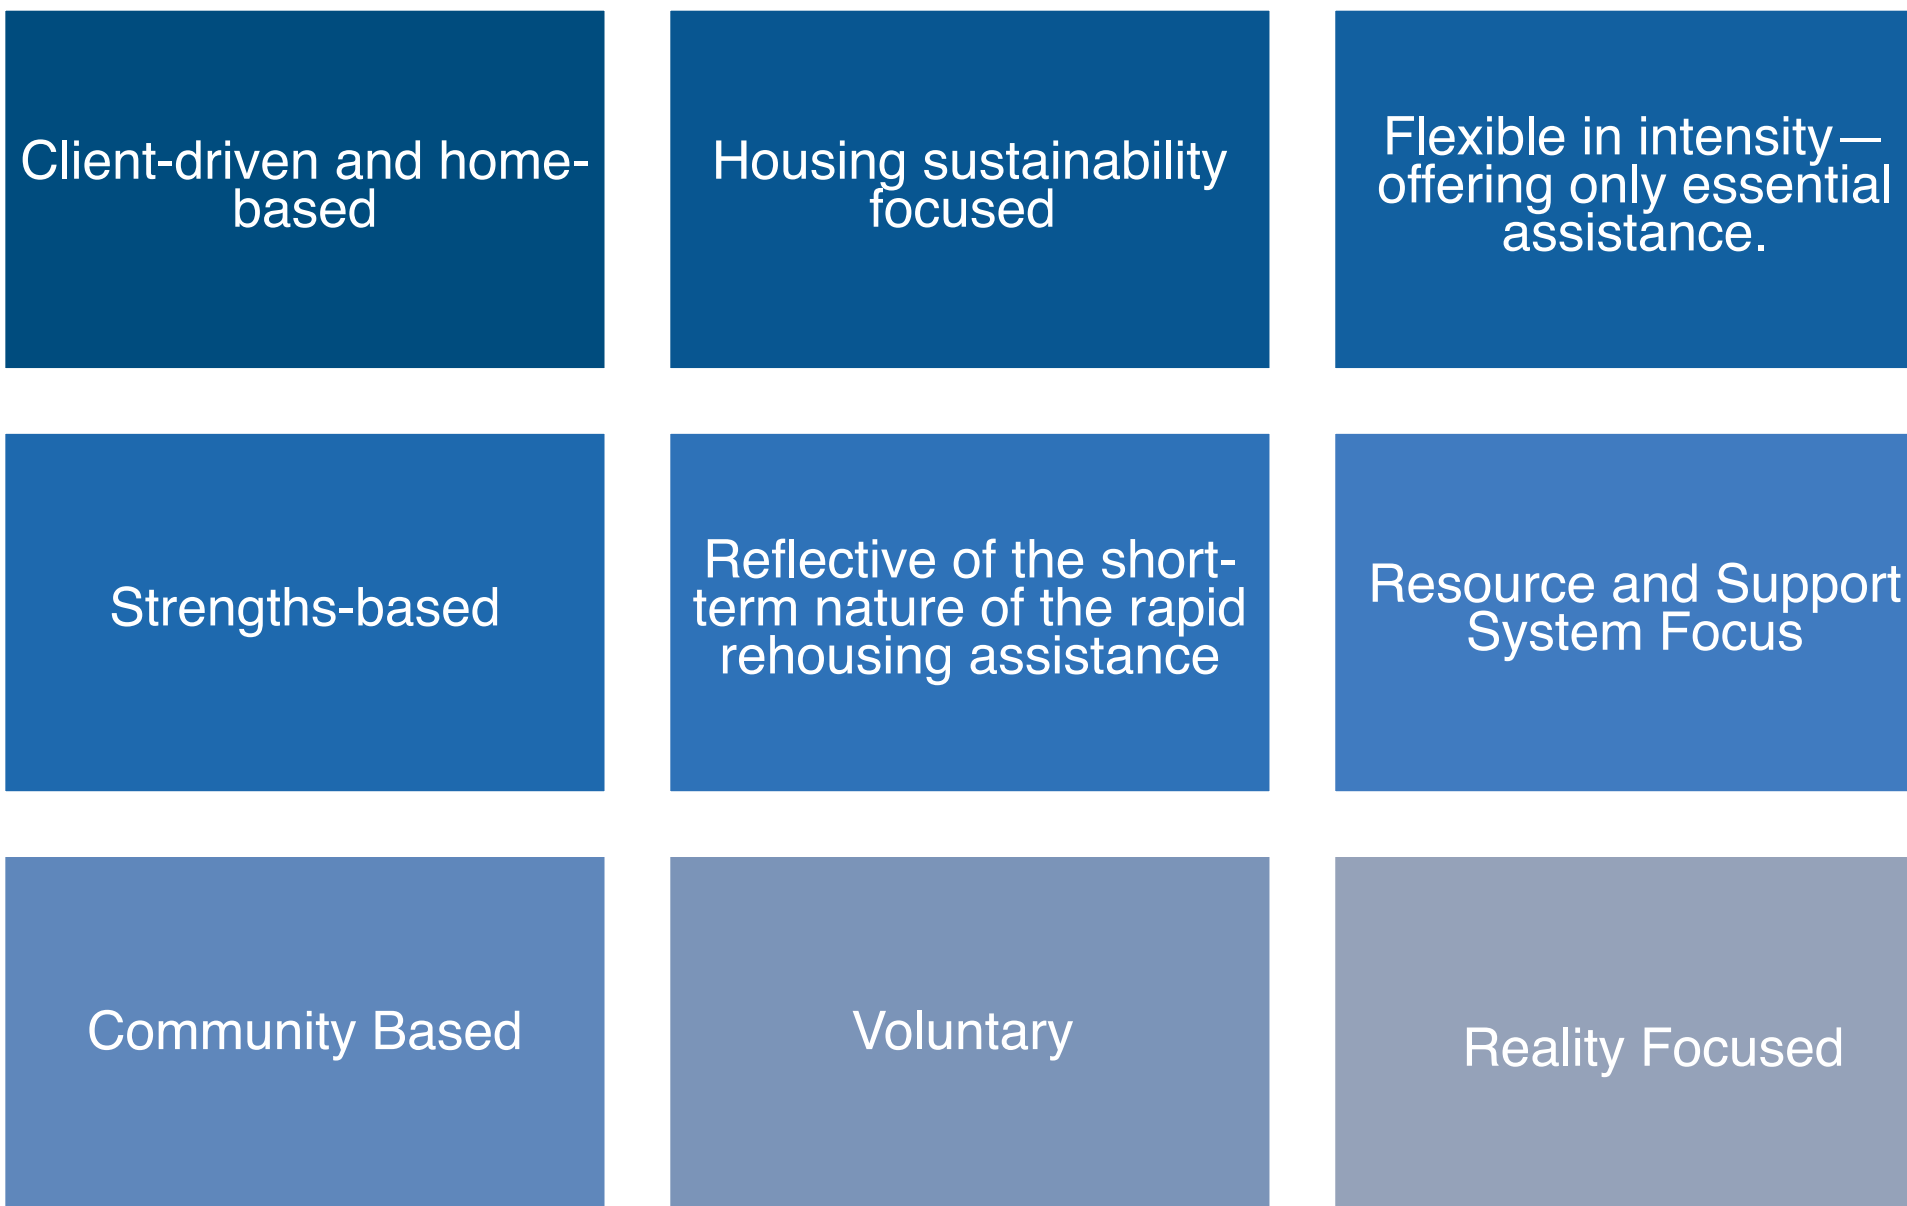 Client-driven and home-
based
Housing sustainability
focused
Flexible in intensity—
offering only essential
assistance.
Strengths-based
Reflective of the short-
term nature of the rapid
rehousing assistance
Resource and Support
System Focus
Community Based
Voluntary
Reality Focused